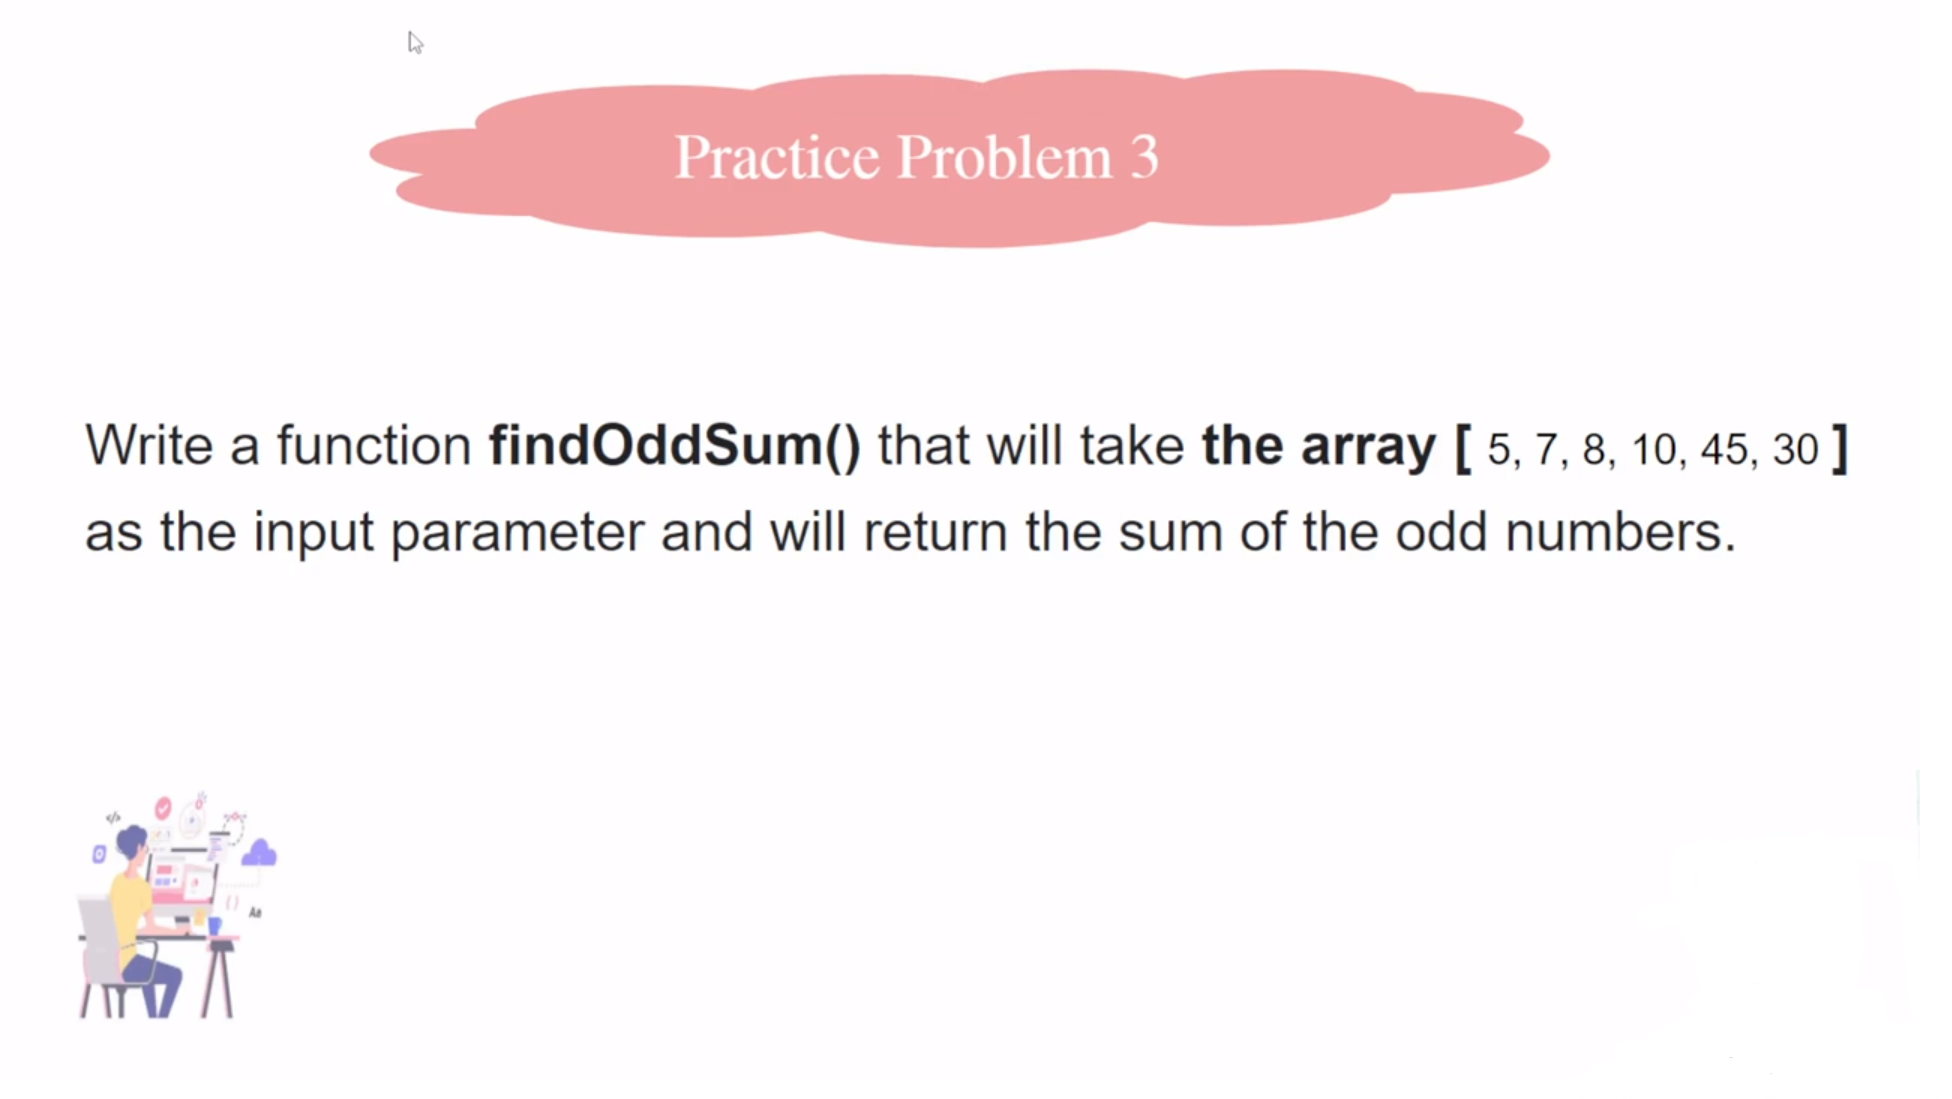 Practice Problem 3
Write a function findOddSum() that will take the array [ 5, 7, 8, 10, 45, 30 ]
as the input parameter and will return the sum of the odd numbers.
</>
{ }
Aa